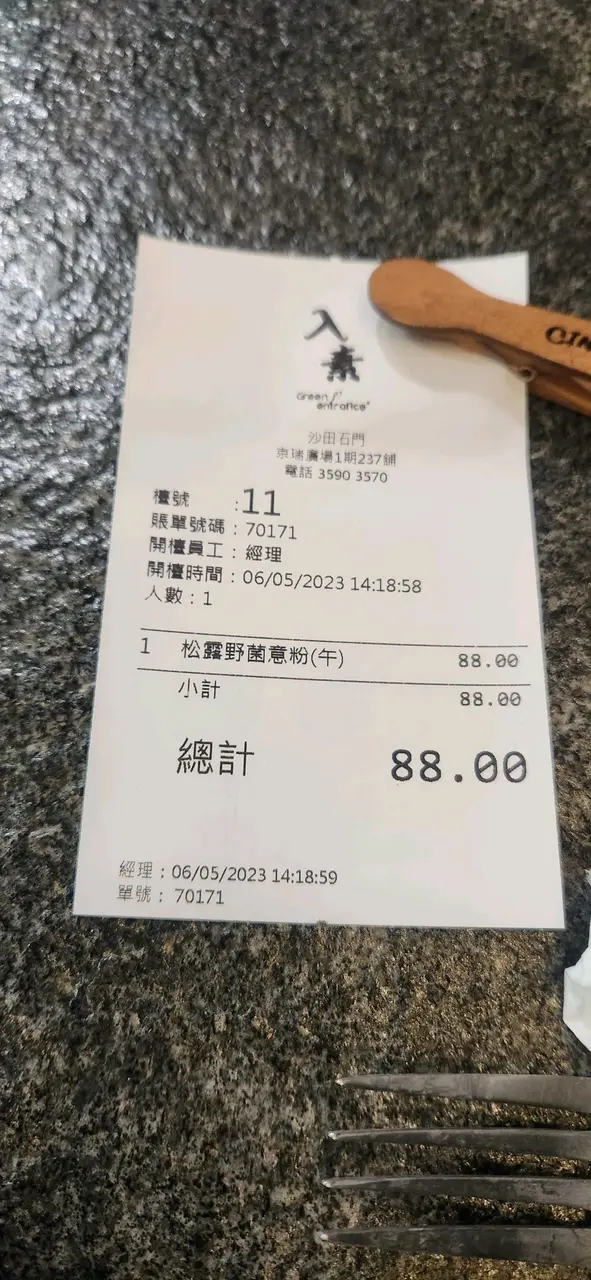 入
素
Green
entrance®
沙田石門
京瑞廣場1期237舖
電話 3590 3570
檯號 :11
賬單號碼 : 70171
開檯員工 : 經理
開檯時間 : 06/05/2023 14:18:58
人數 : 1
1 松露野菌意粉(午) 88.00
小計 88.00
總計 88.00
經理 : 06/05/2023 14:18:59
單號 : 70171